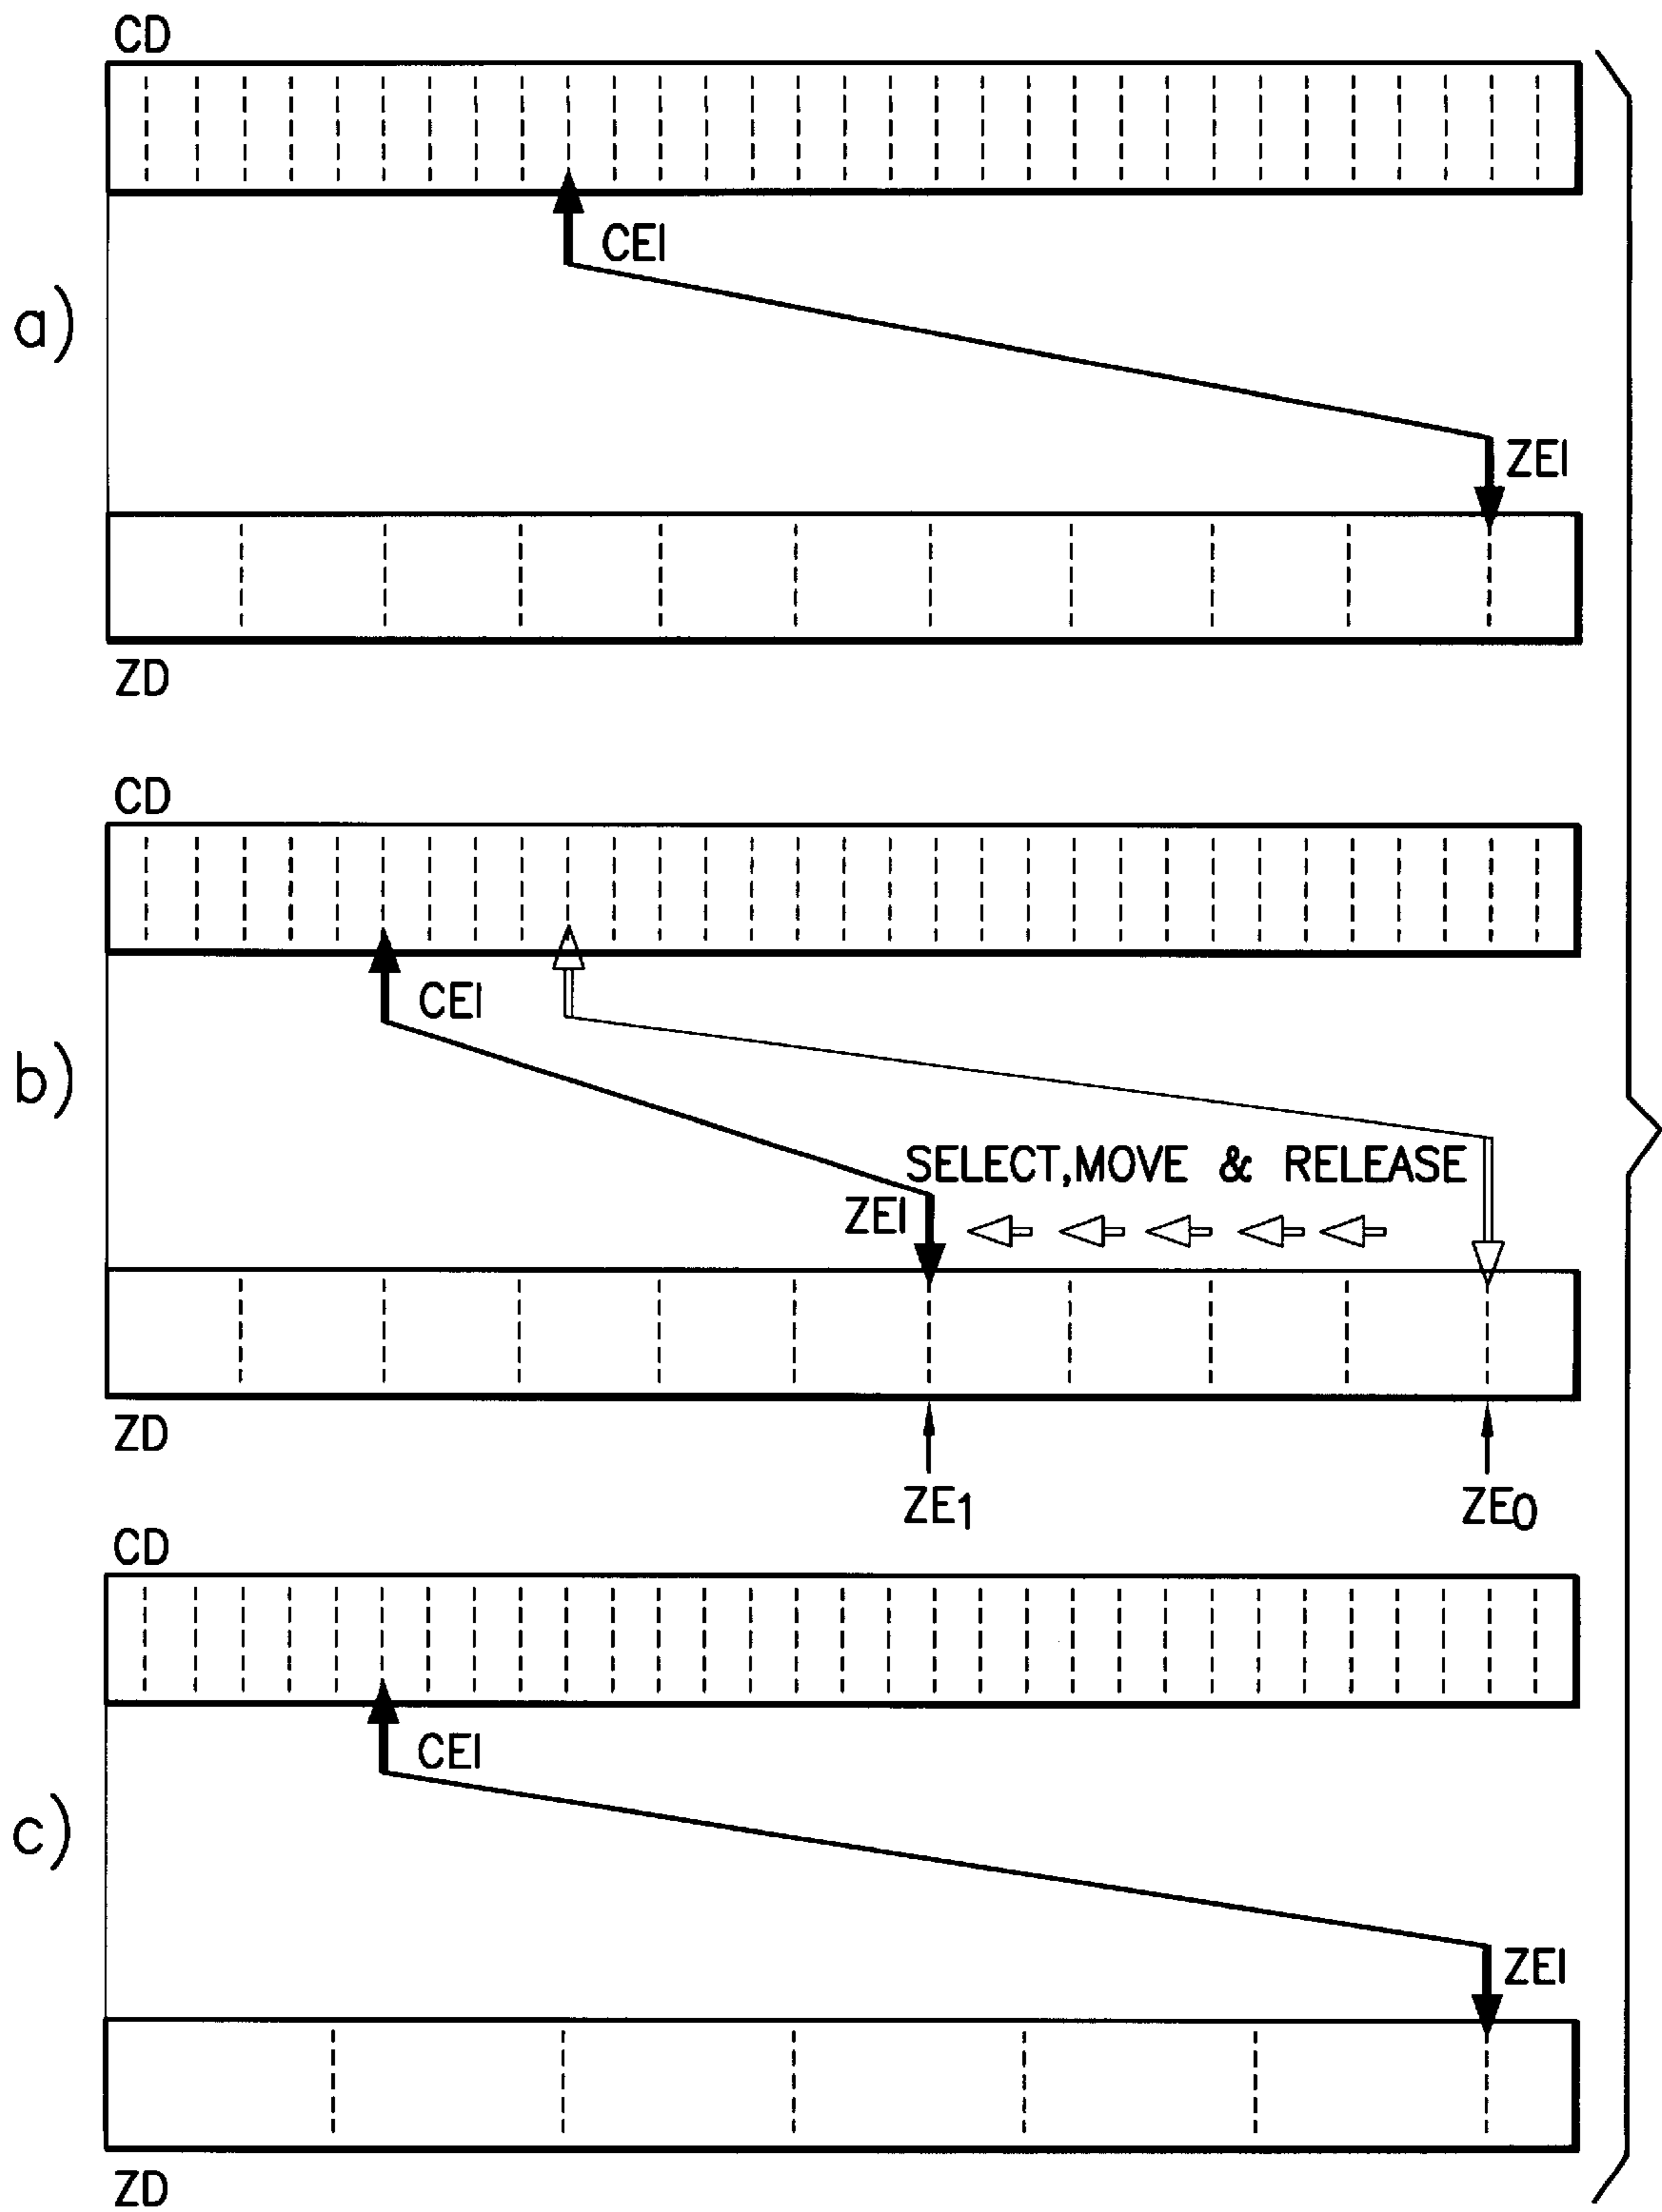 CD
CEI
a)
ZEI
ZD
CD
CEI
b)
SELECT,MOVE & RELEASE
ZEI
ZD
ZE1
ZE0
CD
CEI
c)
ZEI
ZD